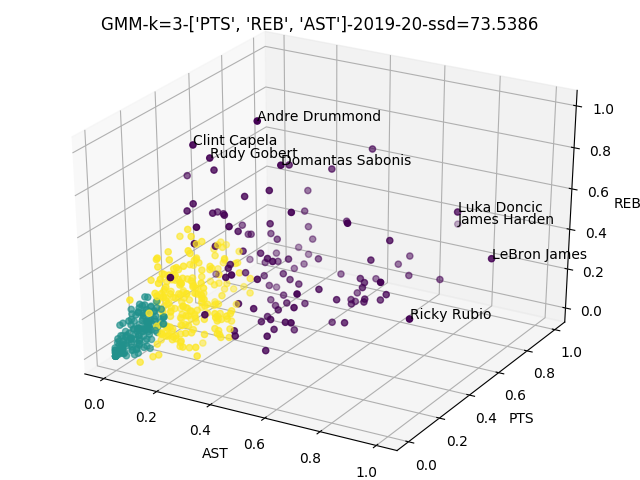 GMM-k=3-['PTS', 'REB', 'AST']-2019-20-ssd=73.5386
Andre Drummond
Clint Capela
Rudy Gobert
Domantas Sabonis
Luka Doncic
James Harden
LeBron James
Ricky Rubio
1.0
0.8
0.6
REB
0.4
0.2
0.0
0.0
0.2
0.4
0.6
0.8
1.0
AST
0.0
0.2
0.4
PTS
0.6
0.8
1.0